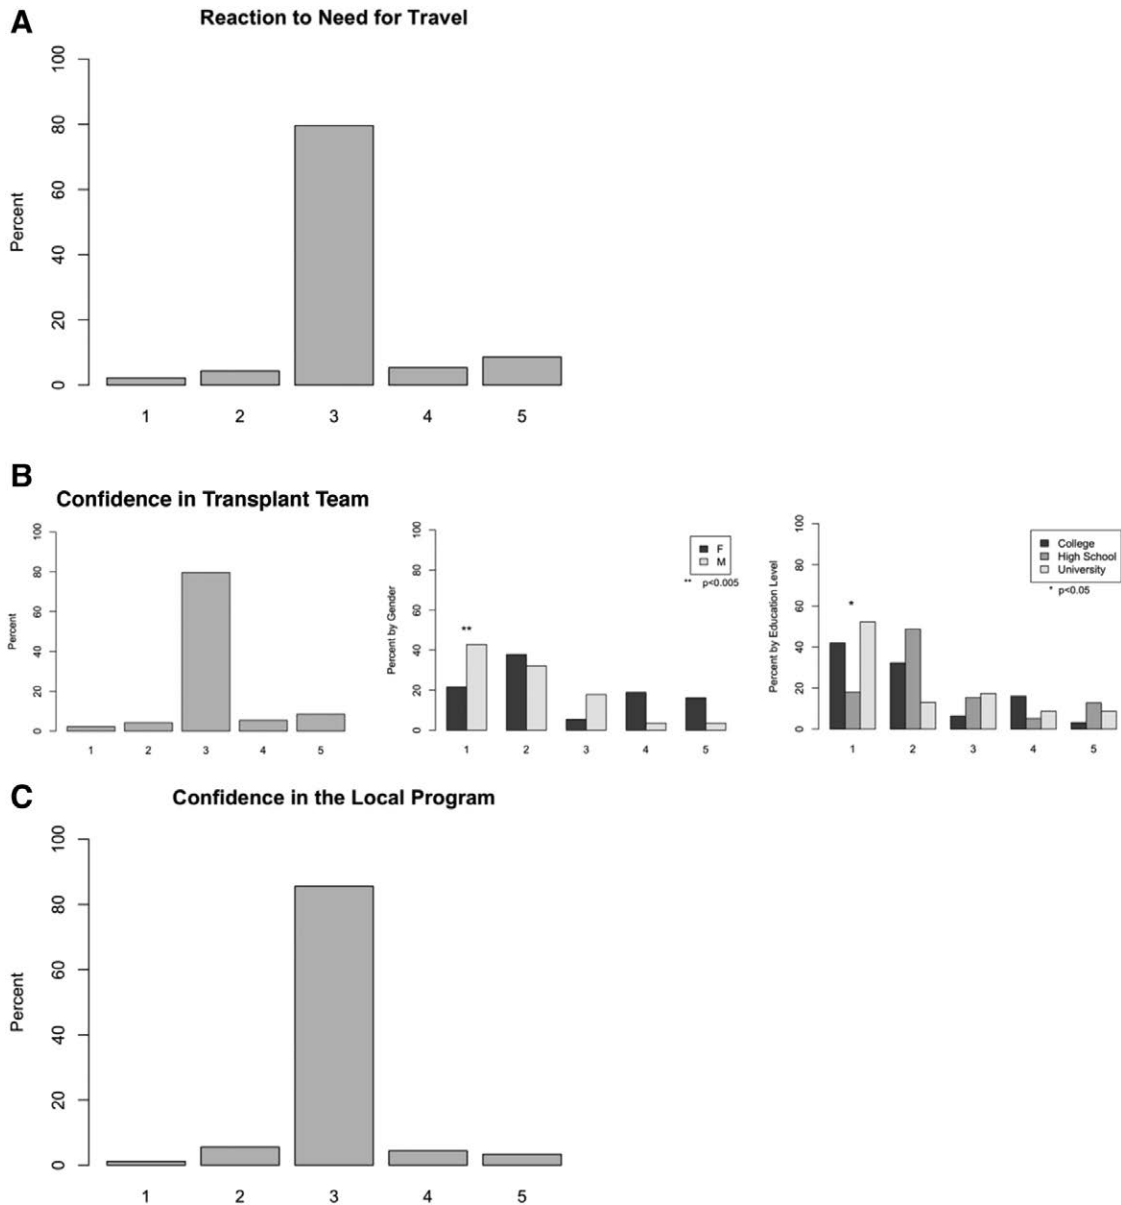 A
Reaction to Need for Travel
Percent
100
80
60
40
20
0
1 2 3 4 5
B
Confidence in Transplant Team
Percent
100
80
60
40
20
0
1 2 3 4 5
Percent by Gender
100
80
60
40
20
0
F
M
** p<0.005
**
1 2 3 4 5
Percent by Education Level
100
80
60
40
20
0
College
High School
University
* p<0.05
*
1 2 3 4 5
C
Confidence in the Local Program
Percent
100
80
60
40
20
0
1 2 3 4 5